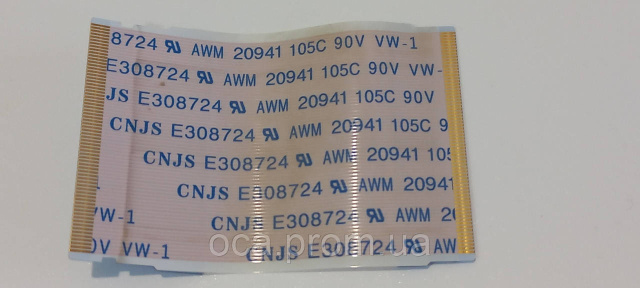 8724 AWM 20941 105C 90V VW-1
E308724 AWM 20941 105C 90V VW-
CNJS E308724 AWM 20941 105C 90V
CNJS E308724 AWM 20941 105C 9
CNJS E308724 AWM 20941 105
CNJS E308724 AWM 20941
VW-1 CNJS E308724 AWM 20
0V VW-1 CNJS E308724 AW
oca.prom.ua